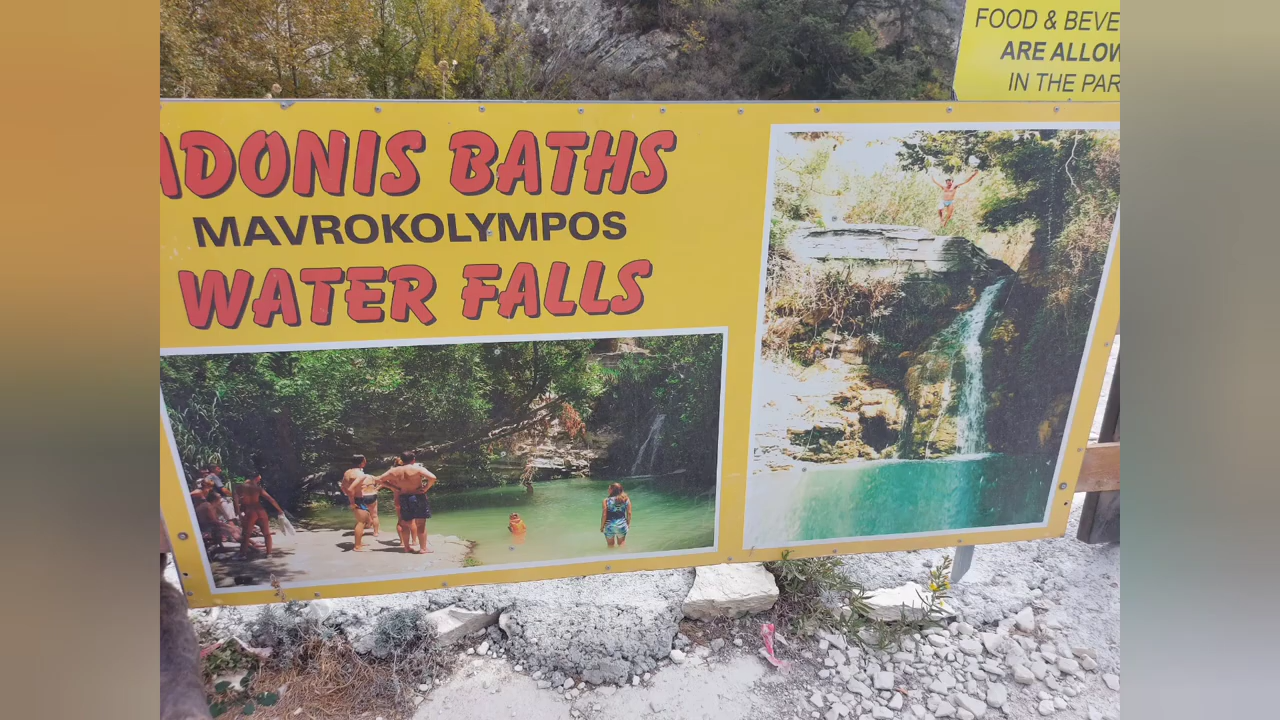 ADONIS BATHS
MAVROKOLYMPOS
WATER FALLS
FOOD & BEVE
ARE ALLOW
IN THE PAR